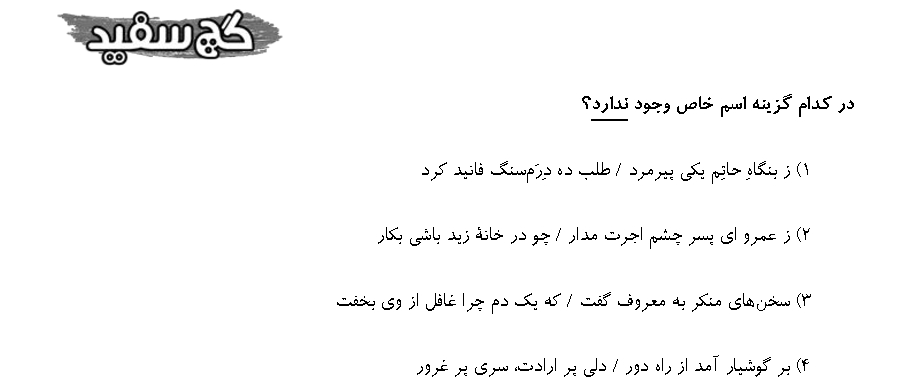 گچ سفید
در کدام گزینه اسم خاص وجود ندارد؟
۱) ز بنگاهِ حاتِم یکی پیرمرد / طلب ده دِرَم‌سنگ فانید کرد
۲) ز عمرو ای پسر چشم اجرت مدار / چو در خانهٔ زید باشی بکار
۳) سخن‌های منکر به معروف گفت / که یک دم چرا غافل از وی بخفت
۴) بر گوشیار آمد از راه دور / دلی پر ارادت، سری پر غرور